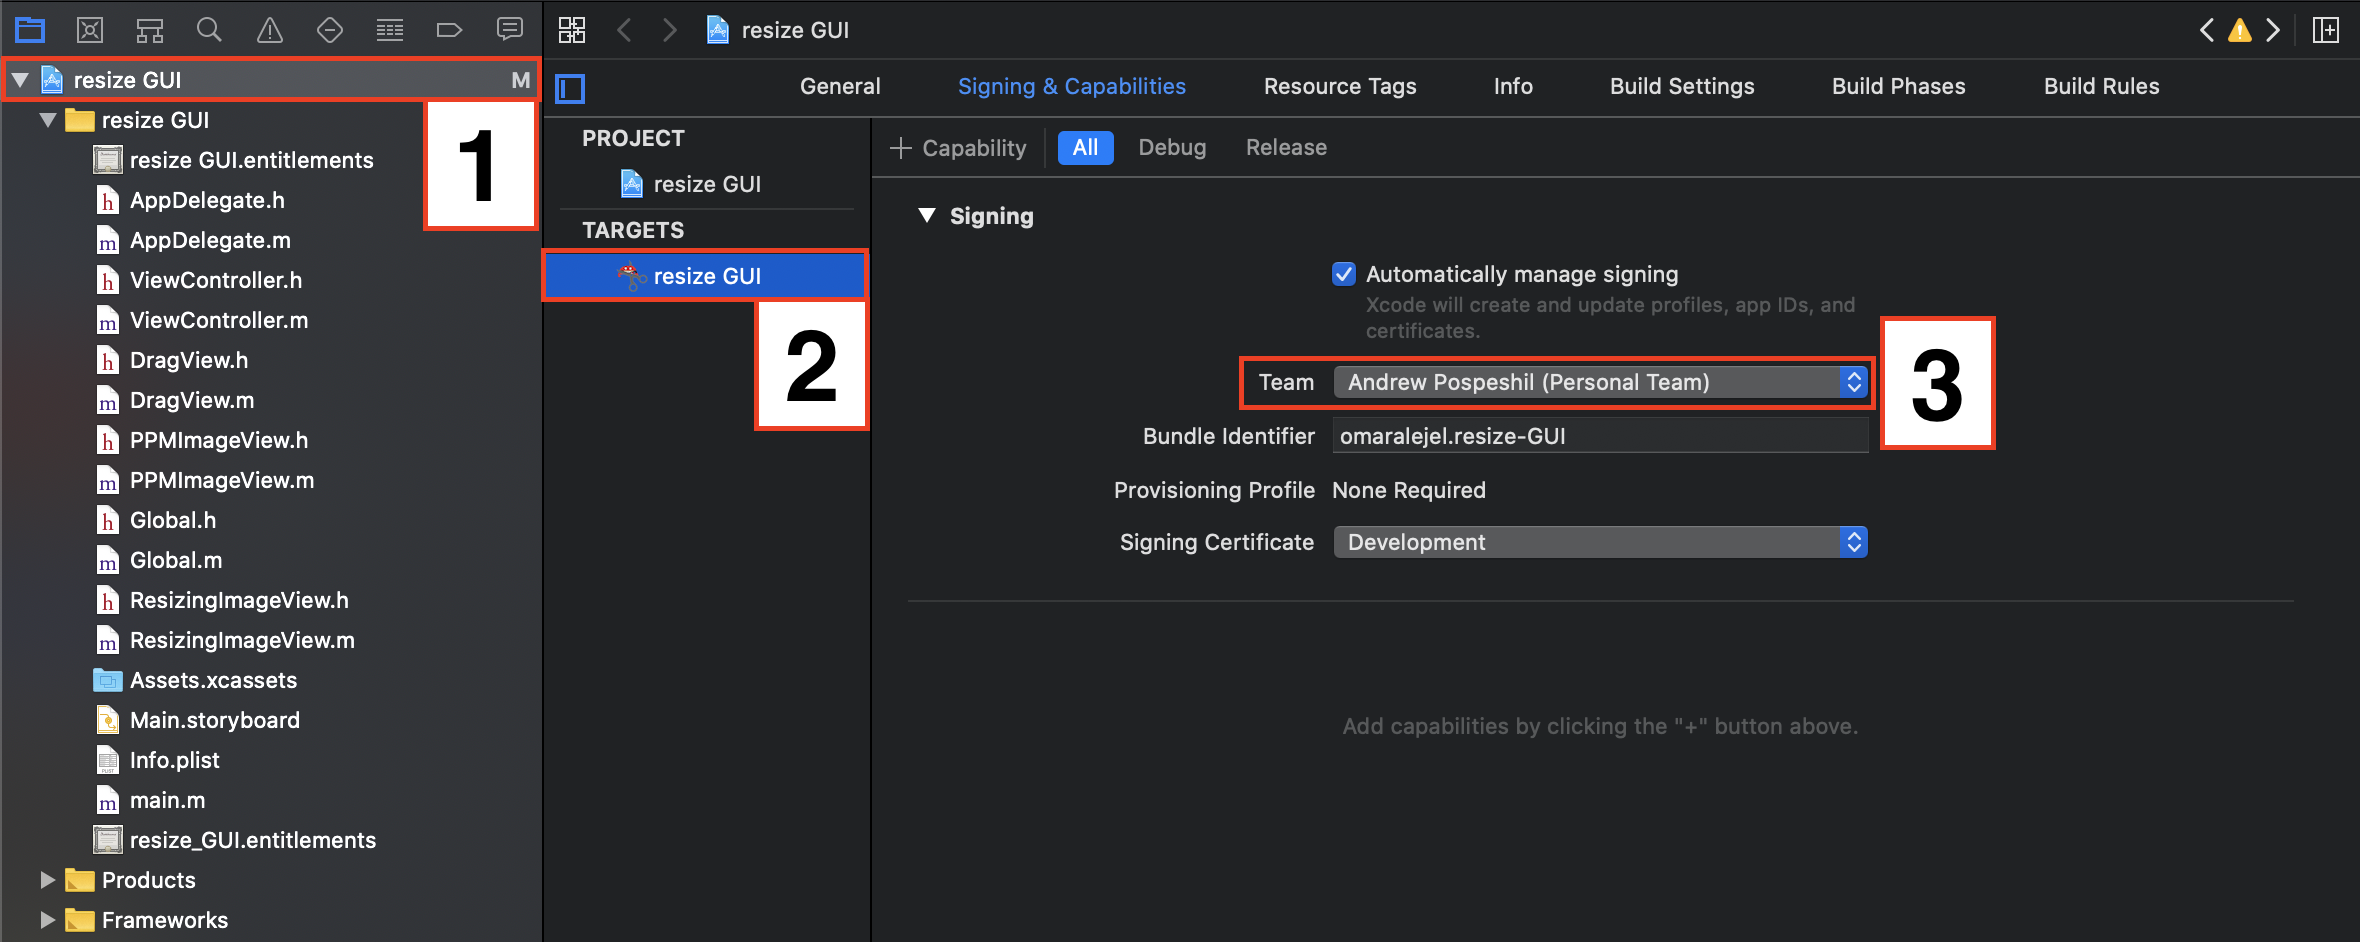 resize GUI
General
Signing & Capabilities
Resource Tags
Info
Build Settings
Build Phases
Build Rules
resize GUI
M
1
resize GUI
resize GUI.entitlements
AppDelegate.h
AppDelegate.m
ViewController.h
ViewController.m
DragView.h
DragView.m
PPMImageView.h
PPMImageView.m
Global.h
Global.m
ResizingImageView.h
ResizingImageView.m
Assets.xcassets
Main.storyboard
Info.plist
main.m
resize_GUI.entitlements
Products
Frameworks
PROJECT
resize GUI
TARGETS
resize GUI
2
Capability
All
Debug
Release
Signing
Automatically manage signing
Xcode will create and update profiles, app IDs, and
certificates.
Team
Andrew Pospeshil (Personal Team)
3
Bundle Identifier
omaralejel.resize-GUI
Provisioning Profile
None Required
Signing Certificate
Development
Add capabilities by clicking the "+" button above.